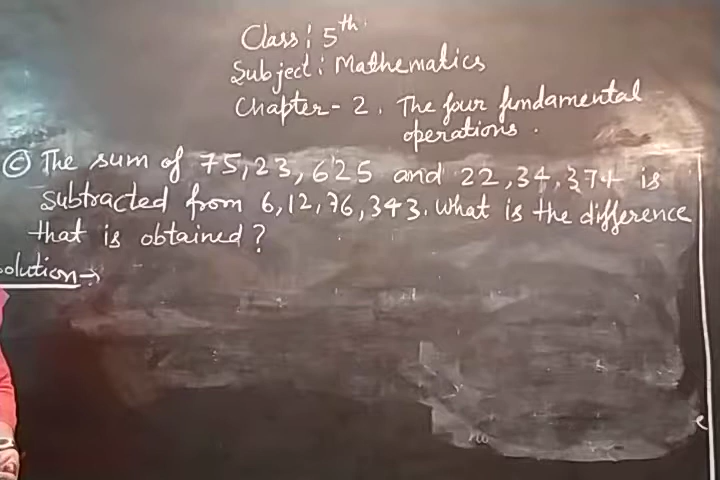 Class: 5th.
Subject: Mathematics
Chapter- 2. The four fundamental
operations.
(c) The sum of 75,23,625 and 22,34,374 is
subtracted from 6,12,76,343. What is the difference
that is obtained?
olution→